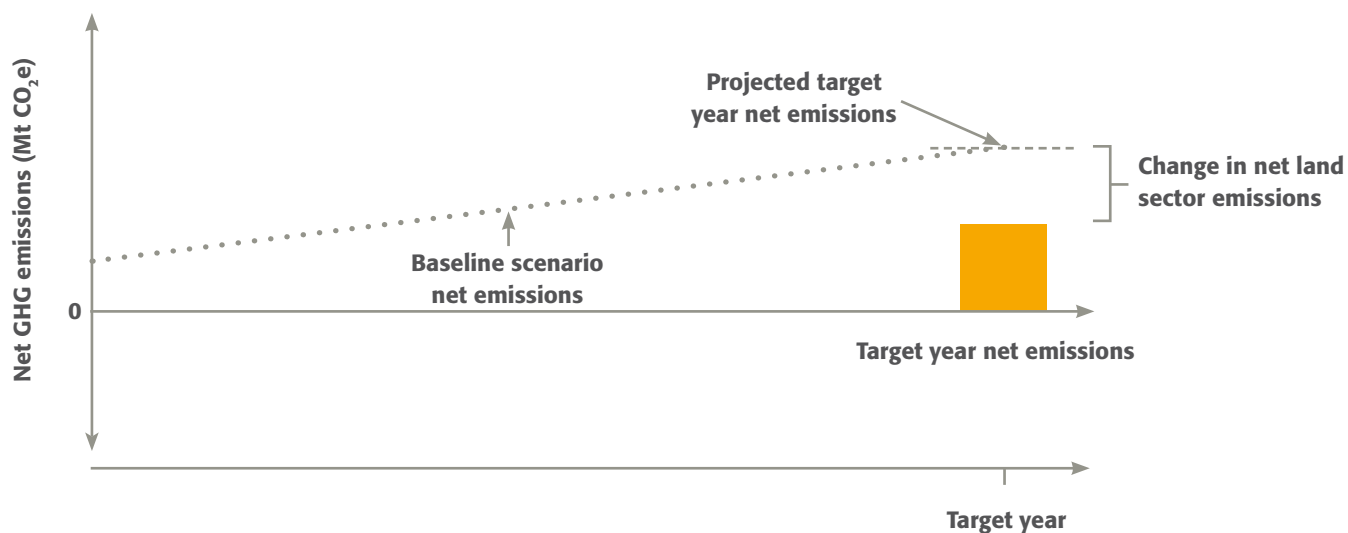 Net GHG emissions (Mt CO₂e)
Projected target
year net emissions
Change in net land
sector emissions
Baseline scenario
net emissions
0
Target year net emissions
Target year